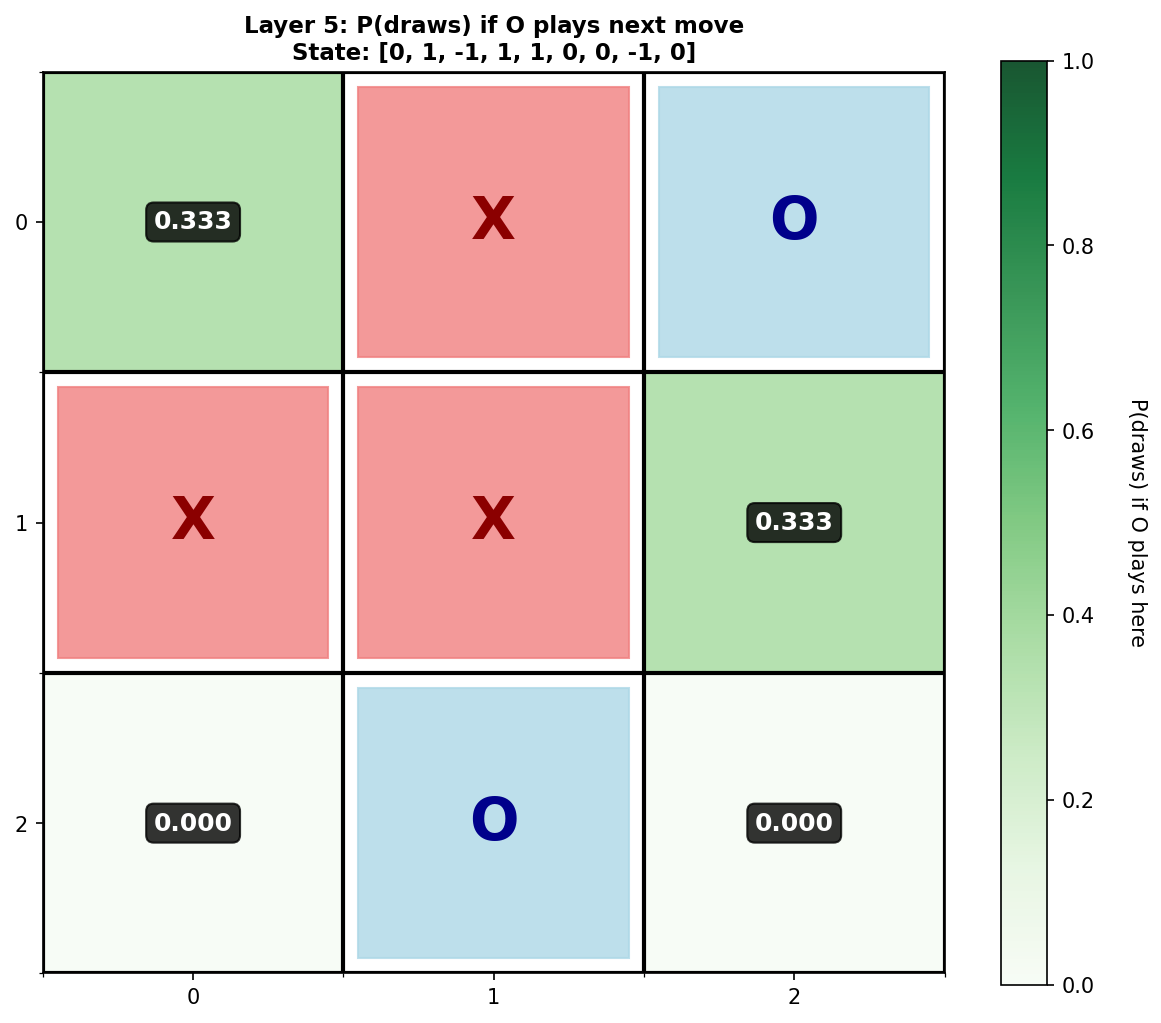 Layer 5: P(draws) if O plays next move
State: [0, 1, -1, 1, 1, 0, 0, -1, 0]
1.0
0.8
0.6
0.4
0.2
0.0
P(draws) if O plays here
0 0.333 X O
1 X X 0.333
2 0.000 O 0.000
0 1 2